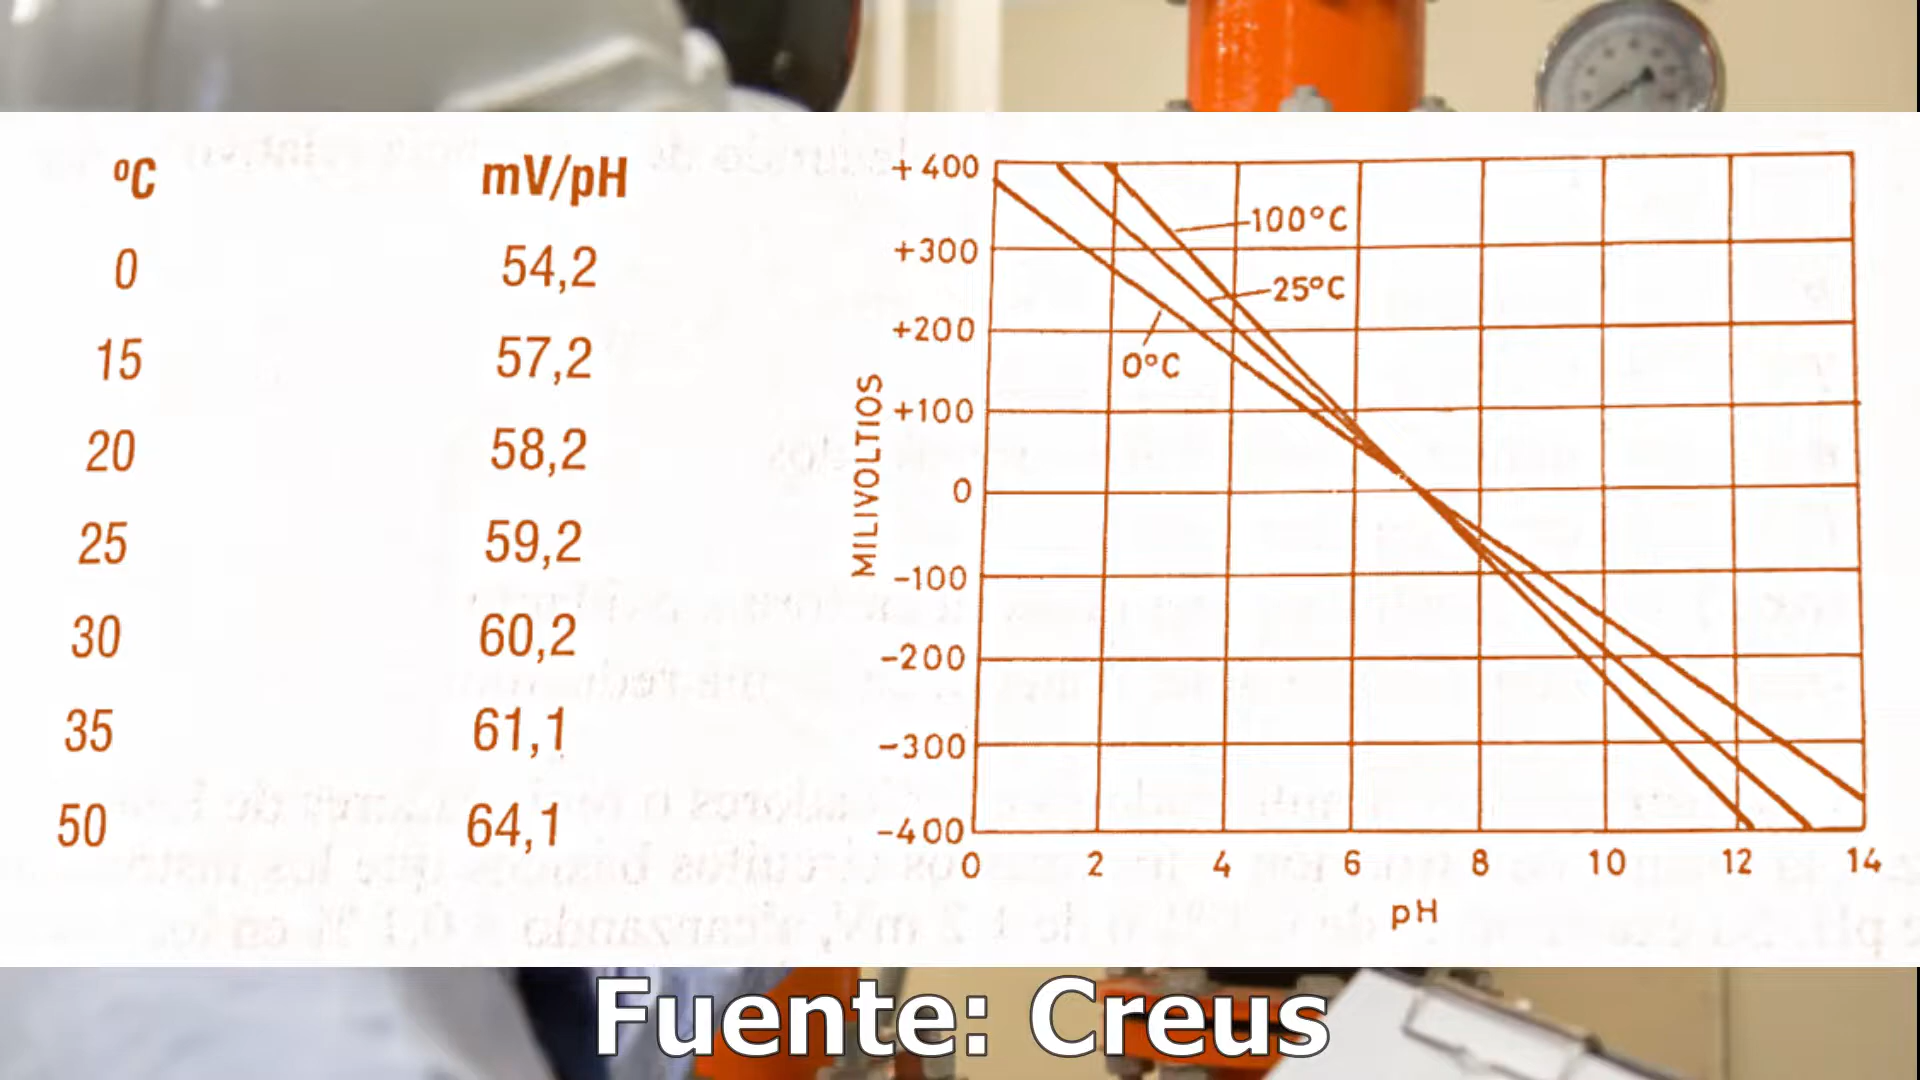 ºC mV/pH
0 54,2
15 57,2
20 58,2
25 59,2
30 60,2
35 61,1
50 64,1
+400
+300
+200
+100
0
-100
-200
-300
-400
MILIVOLTIOS
100°C
25°C
0°C
0 2 4 6 8 10 12 14
pH
Fuente: Creus